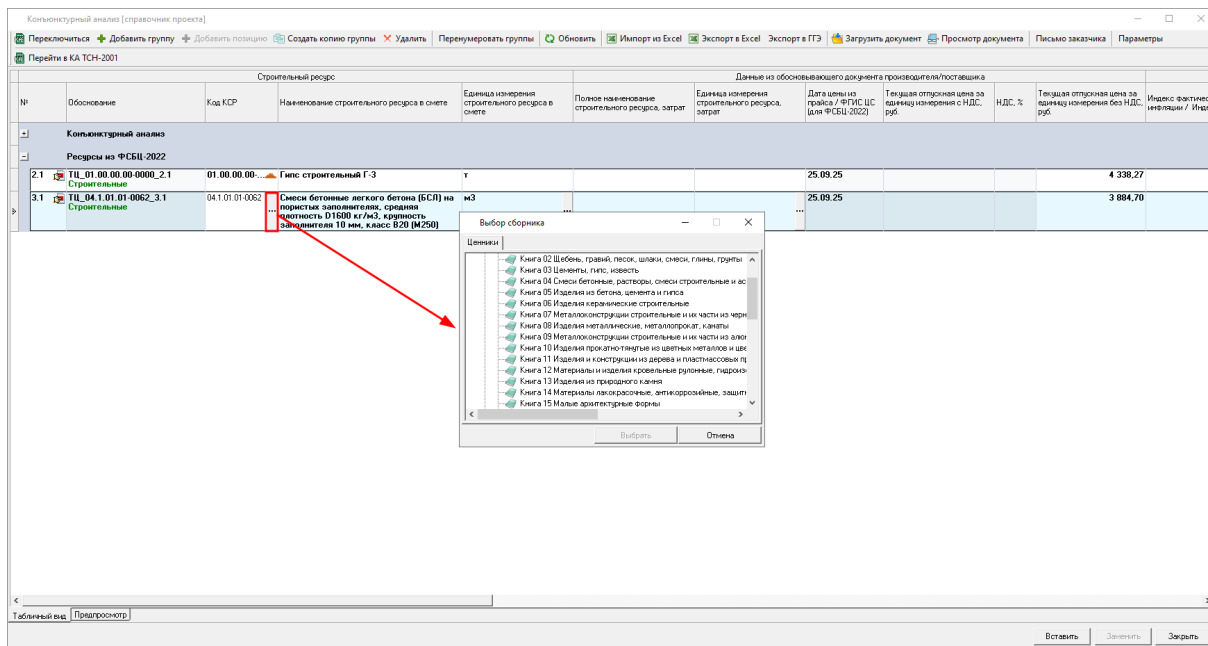 Конъюнктурный анализ [справочник проекта]
Переключиться Добавить группу Добавить позицию Создать копию группы Удалить Перенумеровать группы Обновить Импорт из Excel Экспорт в Excel Экспорт в ГГЭ Загрузить документ Просмотр документа Письмо заказчика Параметры
Перейти в КА ТСН-2001
Строительный ресурс Данные из обосновывающего документа производителя/поставщика
№ Обоснование Код КСР Наименование строительного ресурса в смете
Единица измерения
строительного ресурса в
смете
Полное наименование
строительного ресурса, затрат
Единица измерения
строительного ресурса,
затрат
Дата цены из
прайса / ФГИС ЦС
(для ФСБЦ-2022)
Текущая отпускная цена за
единицу измерения с НДС,
руб.
НДС, %
Текущая отпускная цена за
единицу измерения без НДС,
руб.
Индекс фактичес
инфляции / Инде
Конъюнктурный анализ
Ресурсы из ФСБЦ-2022
2.1 ТЦ_01.00.00.00-0000_2.1 01.00.00.00-... Гипс строительный Г-3 т 25.09.25 4 338,27
Строительные
3.1 ТЦ_04.1.01.01-0062_3.1 04.1.01.01-0062 ... Смеси бетонные легкого бетона (БСЛ) на м3 ... ... 25.09.25 3 884,70
Строительные пористых заполнителях, средняя
плотность D1600 кг/м3, крупность
заполнителя 10 мм, класс В20 (М250)
Выбор сборника
Ценники
Книга 02 Щебень, гравий, песок, шлаки, смеси, глины, грунты
Книга 03 Цементы, гипс, известь
Книга 04 Смеси бетонные, растворы, смеси строительные и ас
Книга 05 Изделия из бетона, цемента и гипса
Книга 06 Изделия керамические строительные
Книга 07 Металлоконструкции строительные и их части из черн
Книга 08 Изделия металлические, металлопрокат, канаты
Книга 09 Металлоконструкции строительные и их части из алюм
Книга 10 Изделия прокатно-тянутые из цветных металлов и цве
Книга 11 Изделия и конструкции из дерева и пластмассовых пр
Книга 12 Материалы и изделия кровельные рулонные, гидроизо
Книга 13 Изделия из природного камня
Книга 14 Материалы лакокрасочные, антикоррозийные, защитн
Книга 15 Малые архитектурные формы
Выбрать Отмена
Табличный вид Предпросмотр
Вставить Заменить Закрыть